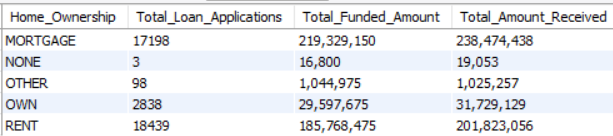 Home_Ownership Total_Loan_Applications Total_Funded_Amount Total_Amount_Received
MORTGAGE 17198 219,329,150 238,474,438
NONE 3 16,800 19,053
OTHER 98 1,044,975 1,025,257
OWN 2838 29,597,675 31,729,129
RENT 18439 185,768,475 201,823,056